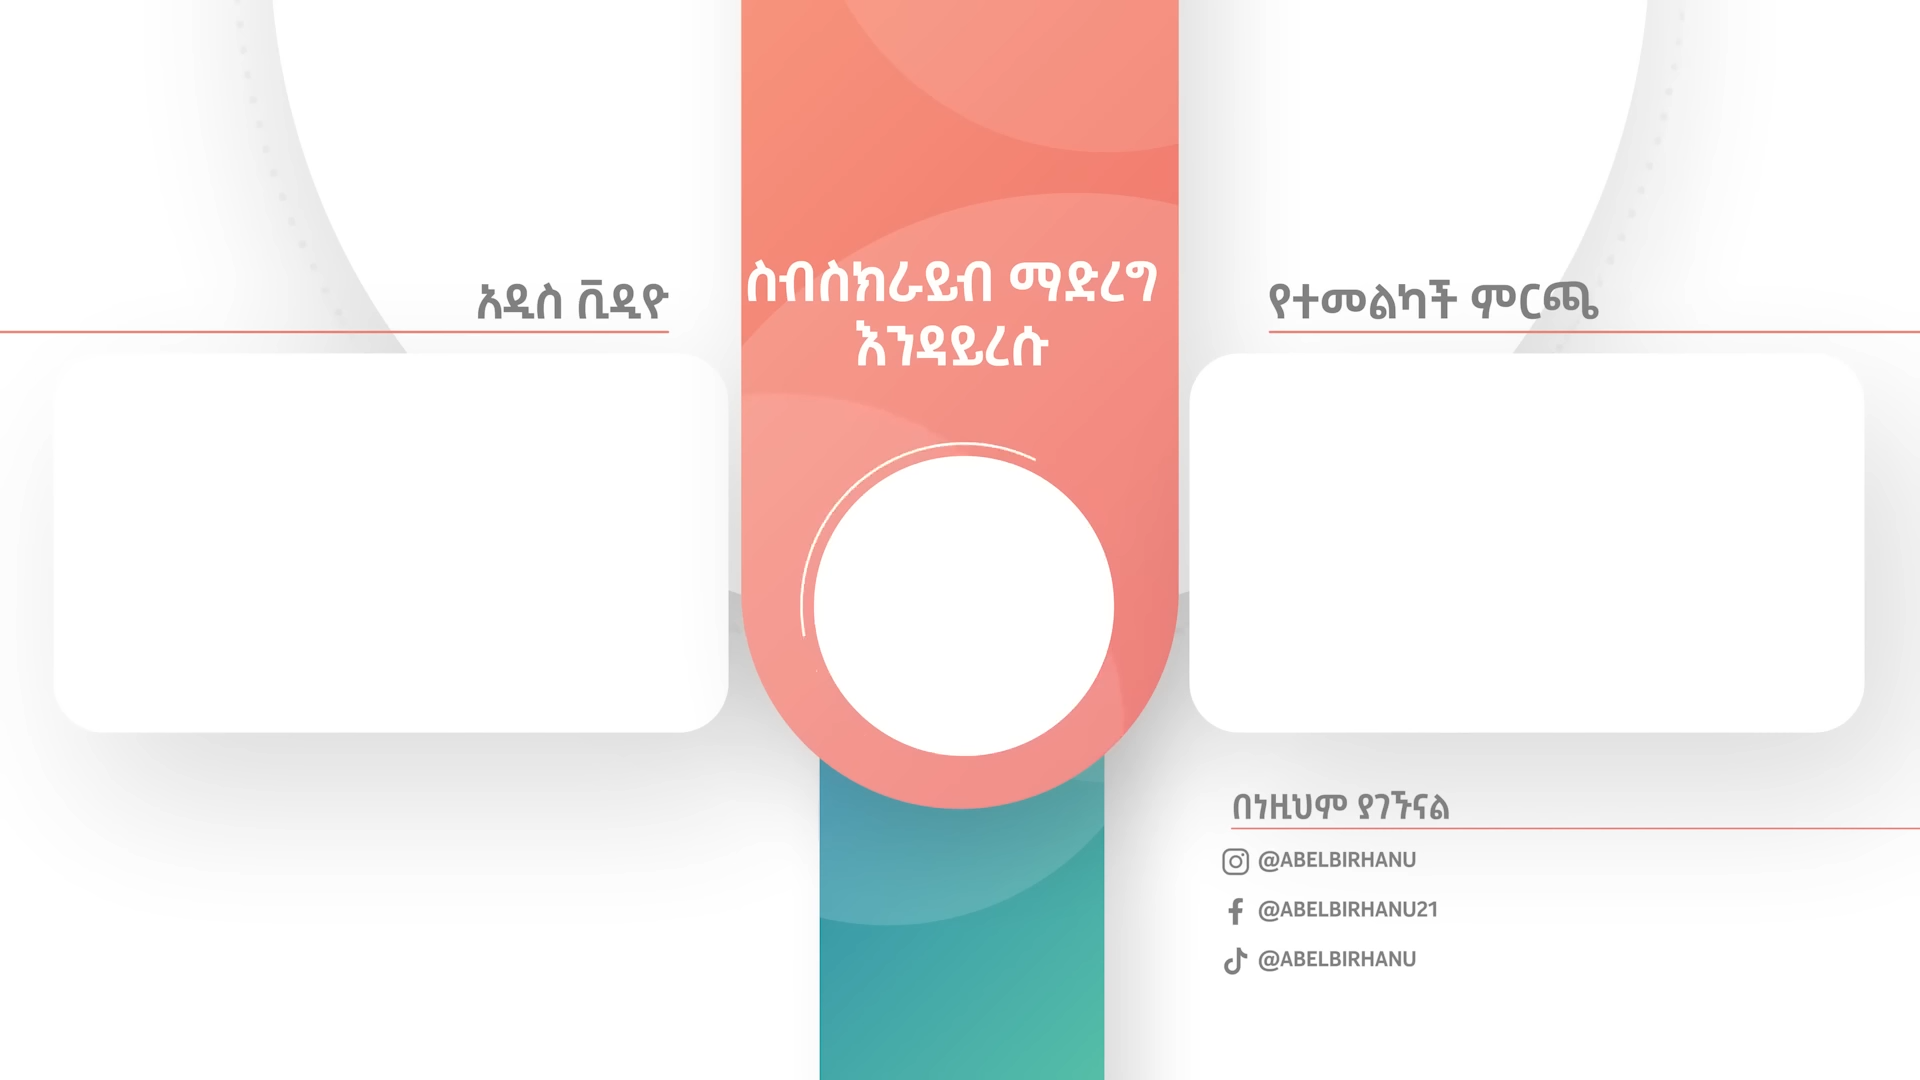 አዲስ ቪዲዮ
ስብስክራይብ ማድረግ
እንዳይረሱ
የተመልካች ምርጫ
በነዚህም ያገኙናል
@ABELBIRHANU
@ABELBIRHANU21
@ABELBIRHANU